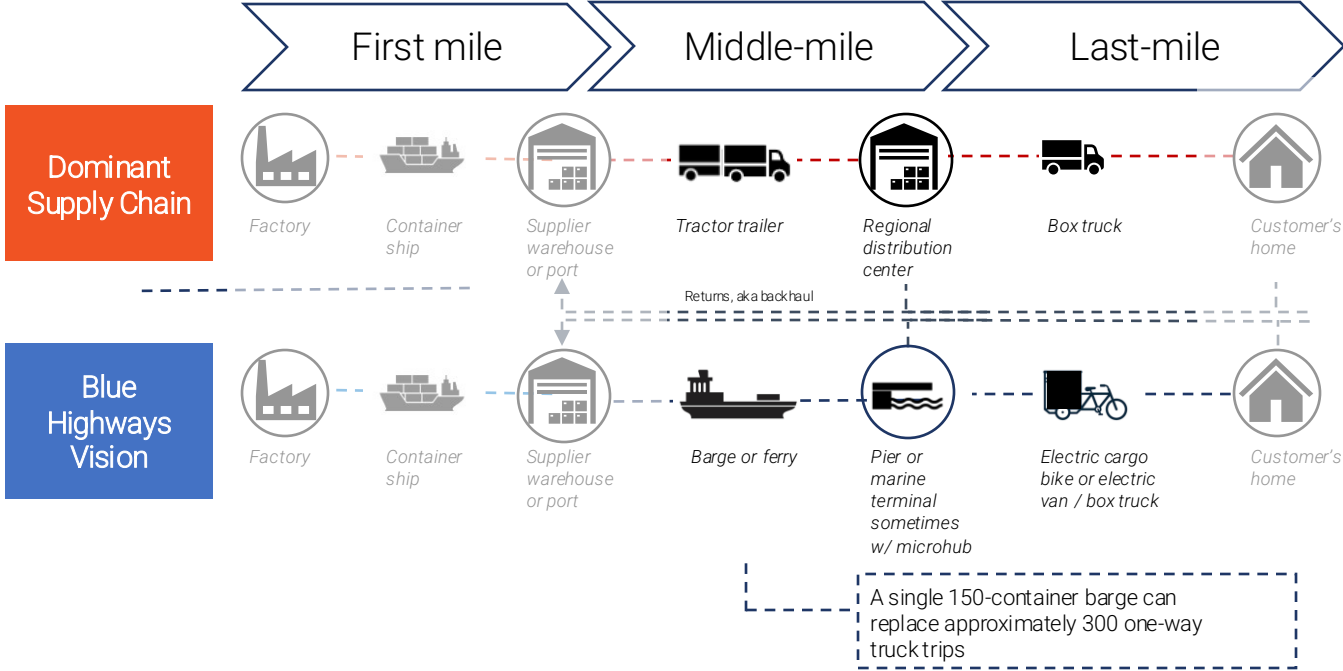 First mile
Middle-mile
Last-mile
Dominant
Supply Chain
Factory
Container
ship
Supplier
warehouse
or port
Tractor trailer
Regional
distribution
center
Box truck
Customer's
home
Returns, aka backhaul
Blue
Highways
Vision
Factory
Container
ship
Supplier
warehouse
or port
Barge or ferry
Pier or
marine
terminal
sometimes
w/ microhub
Electric cargo
bike or electric
van / box truck
Customer's
home
A single 150-container barge can
replace approximately 300 one-way
truck trips